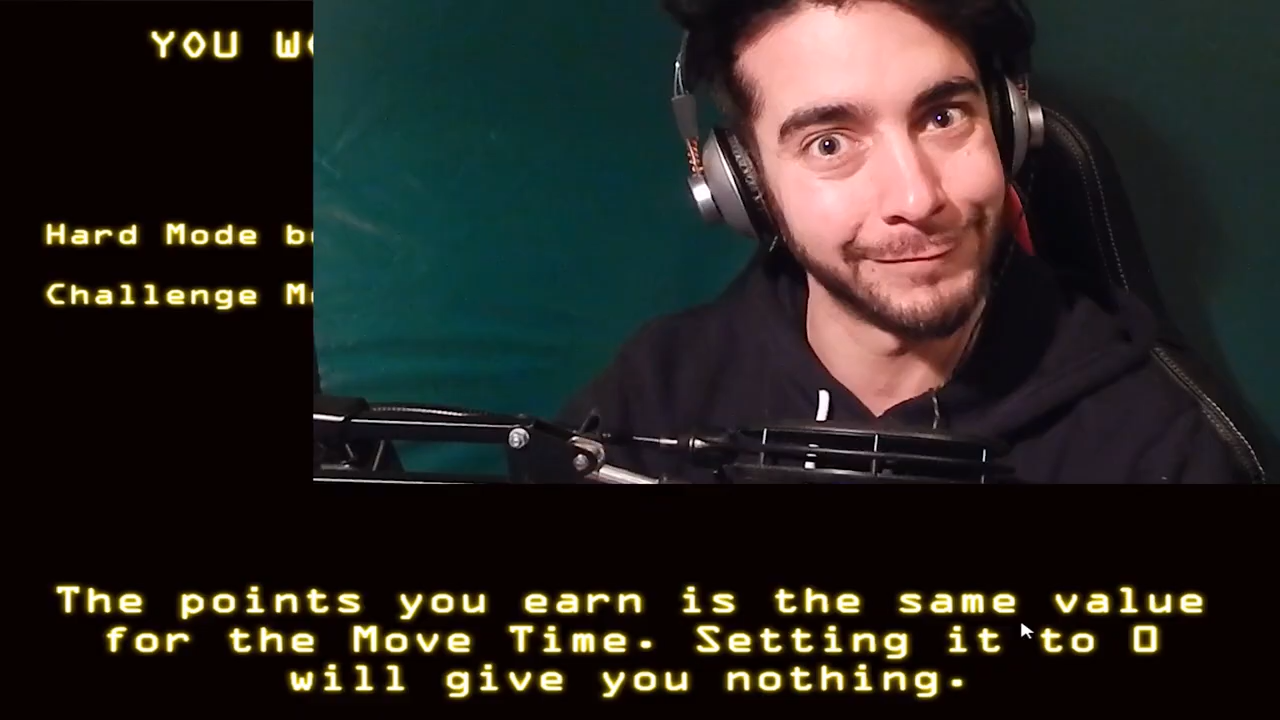 YOU
Hard Mode
Challenge
The points you earn is the same value
for the Move Time. Setting it to 0
will give you nothing.